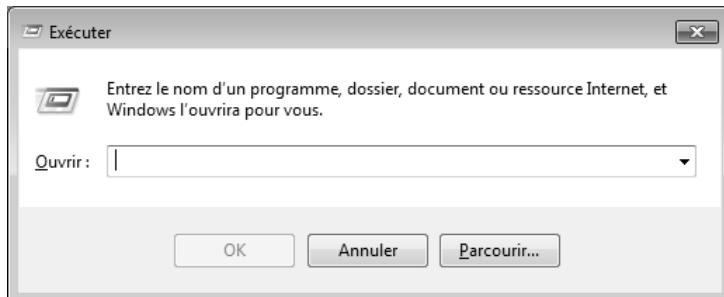 Exécuter
Entrez le nom d'un programme, dossier, document ou ressource Internet, et
Windows l'ouvrira pour vous.
Ouvrir :
OK Annuler Parcourir...